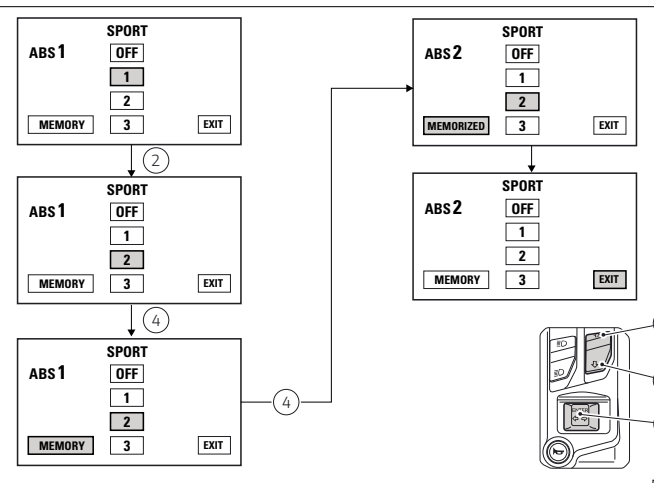 SPORT
ABS 1
OFF
1
2
MEMORY
3
EXIT
2
SPORT
ABS 1
OFF
1
2
MEMORY
3
EXIT
4
SPORT
ABS 1
OFF
1
2
MEMORY
3
EXIT
4
SPORT
ABS 2
OFF
1
2
MEMORIZED
3
EXIT
SPORT
ABS 2
OFF
1
2
MEMORY
3
EXIT
ENTER